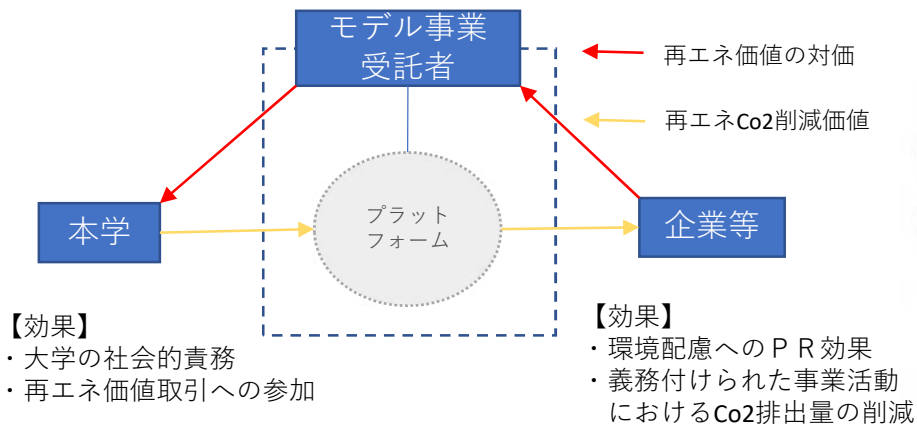 モデル事業
受託者
再エネ価値の対価
再エネCo2削減価値
本学
プラット
フォーム
企業等
【効果】
・大学の社会的責務
・再エネ価値取引への参加
【効果】
・環境配慮へのＰＲ効果
・義務付けられた事業活動
におけるCo2排出量の削減